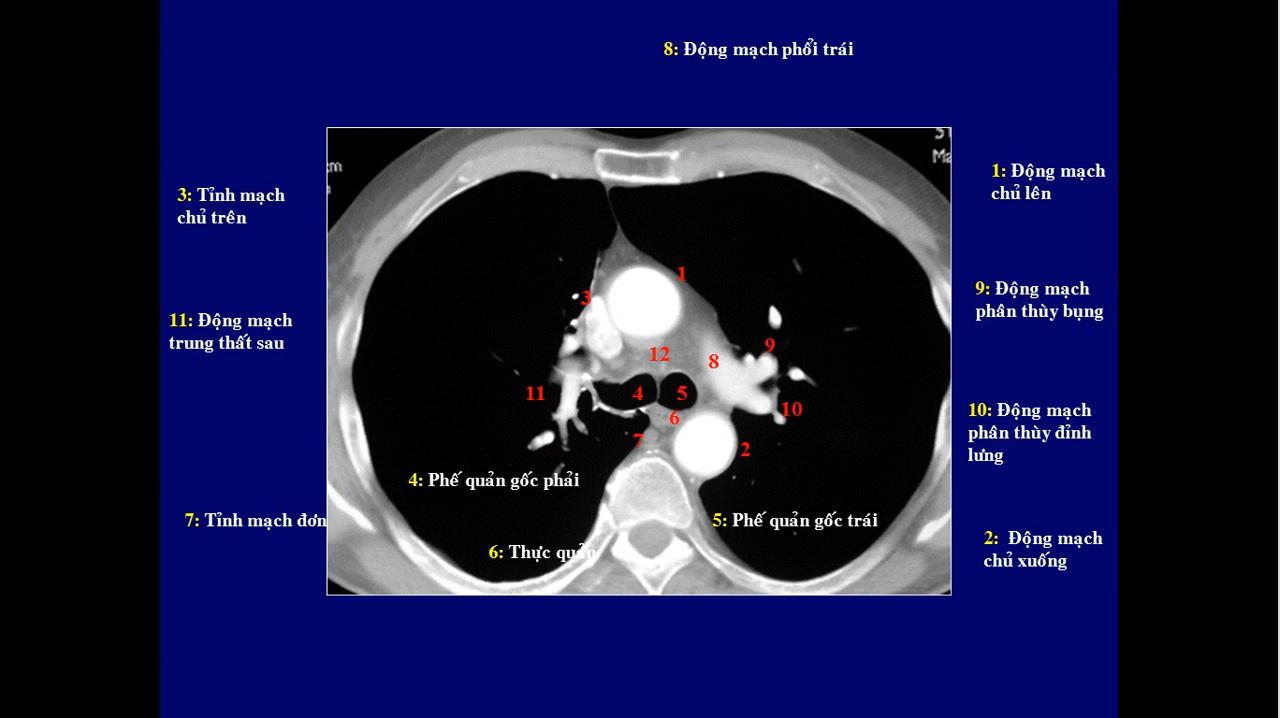 8: Động mạch phổi trái
3: Tỉnh mạch
chủ trên
1: Động mạch
chủ lên
11: Động mạch
trung thất sau
9: Động mạch
phân thùy bụng
10: Động mạch
phân thùy đỉnh
lưng
4: Phế quản gốc phải
7: Tỉnh mạch đơn
5: Phế quản gốc trái
6: Thực quản
2: Động mạch
chủ xuống
1
3
12
8
9
11
4
5
10
6
7
2
cm